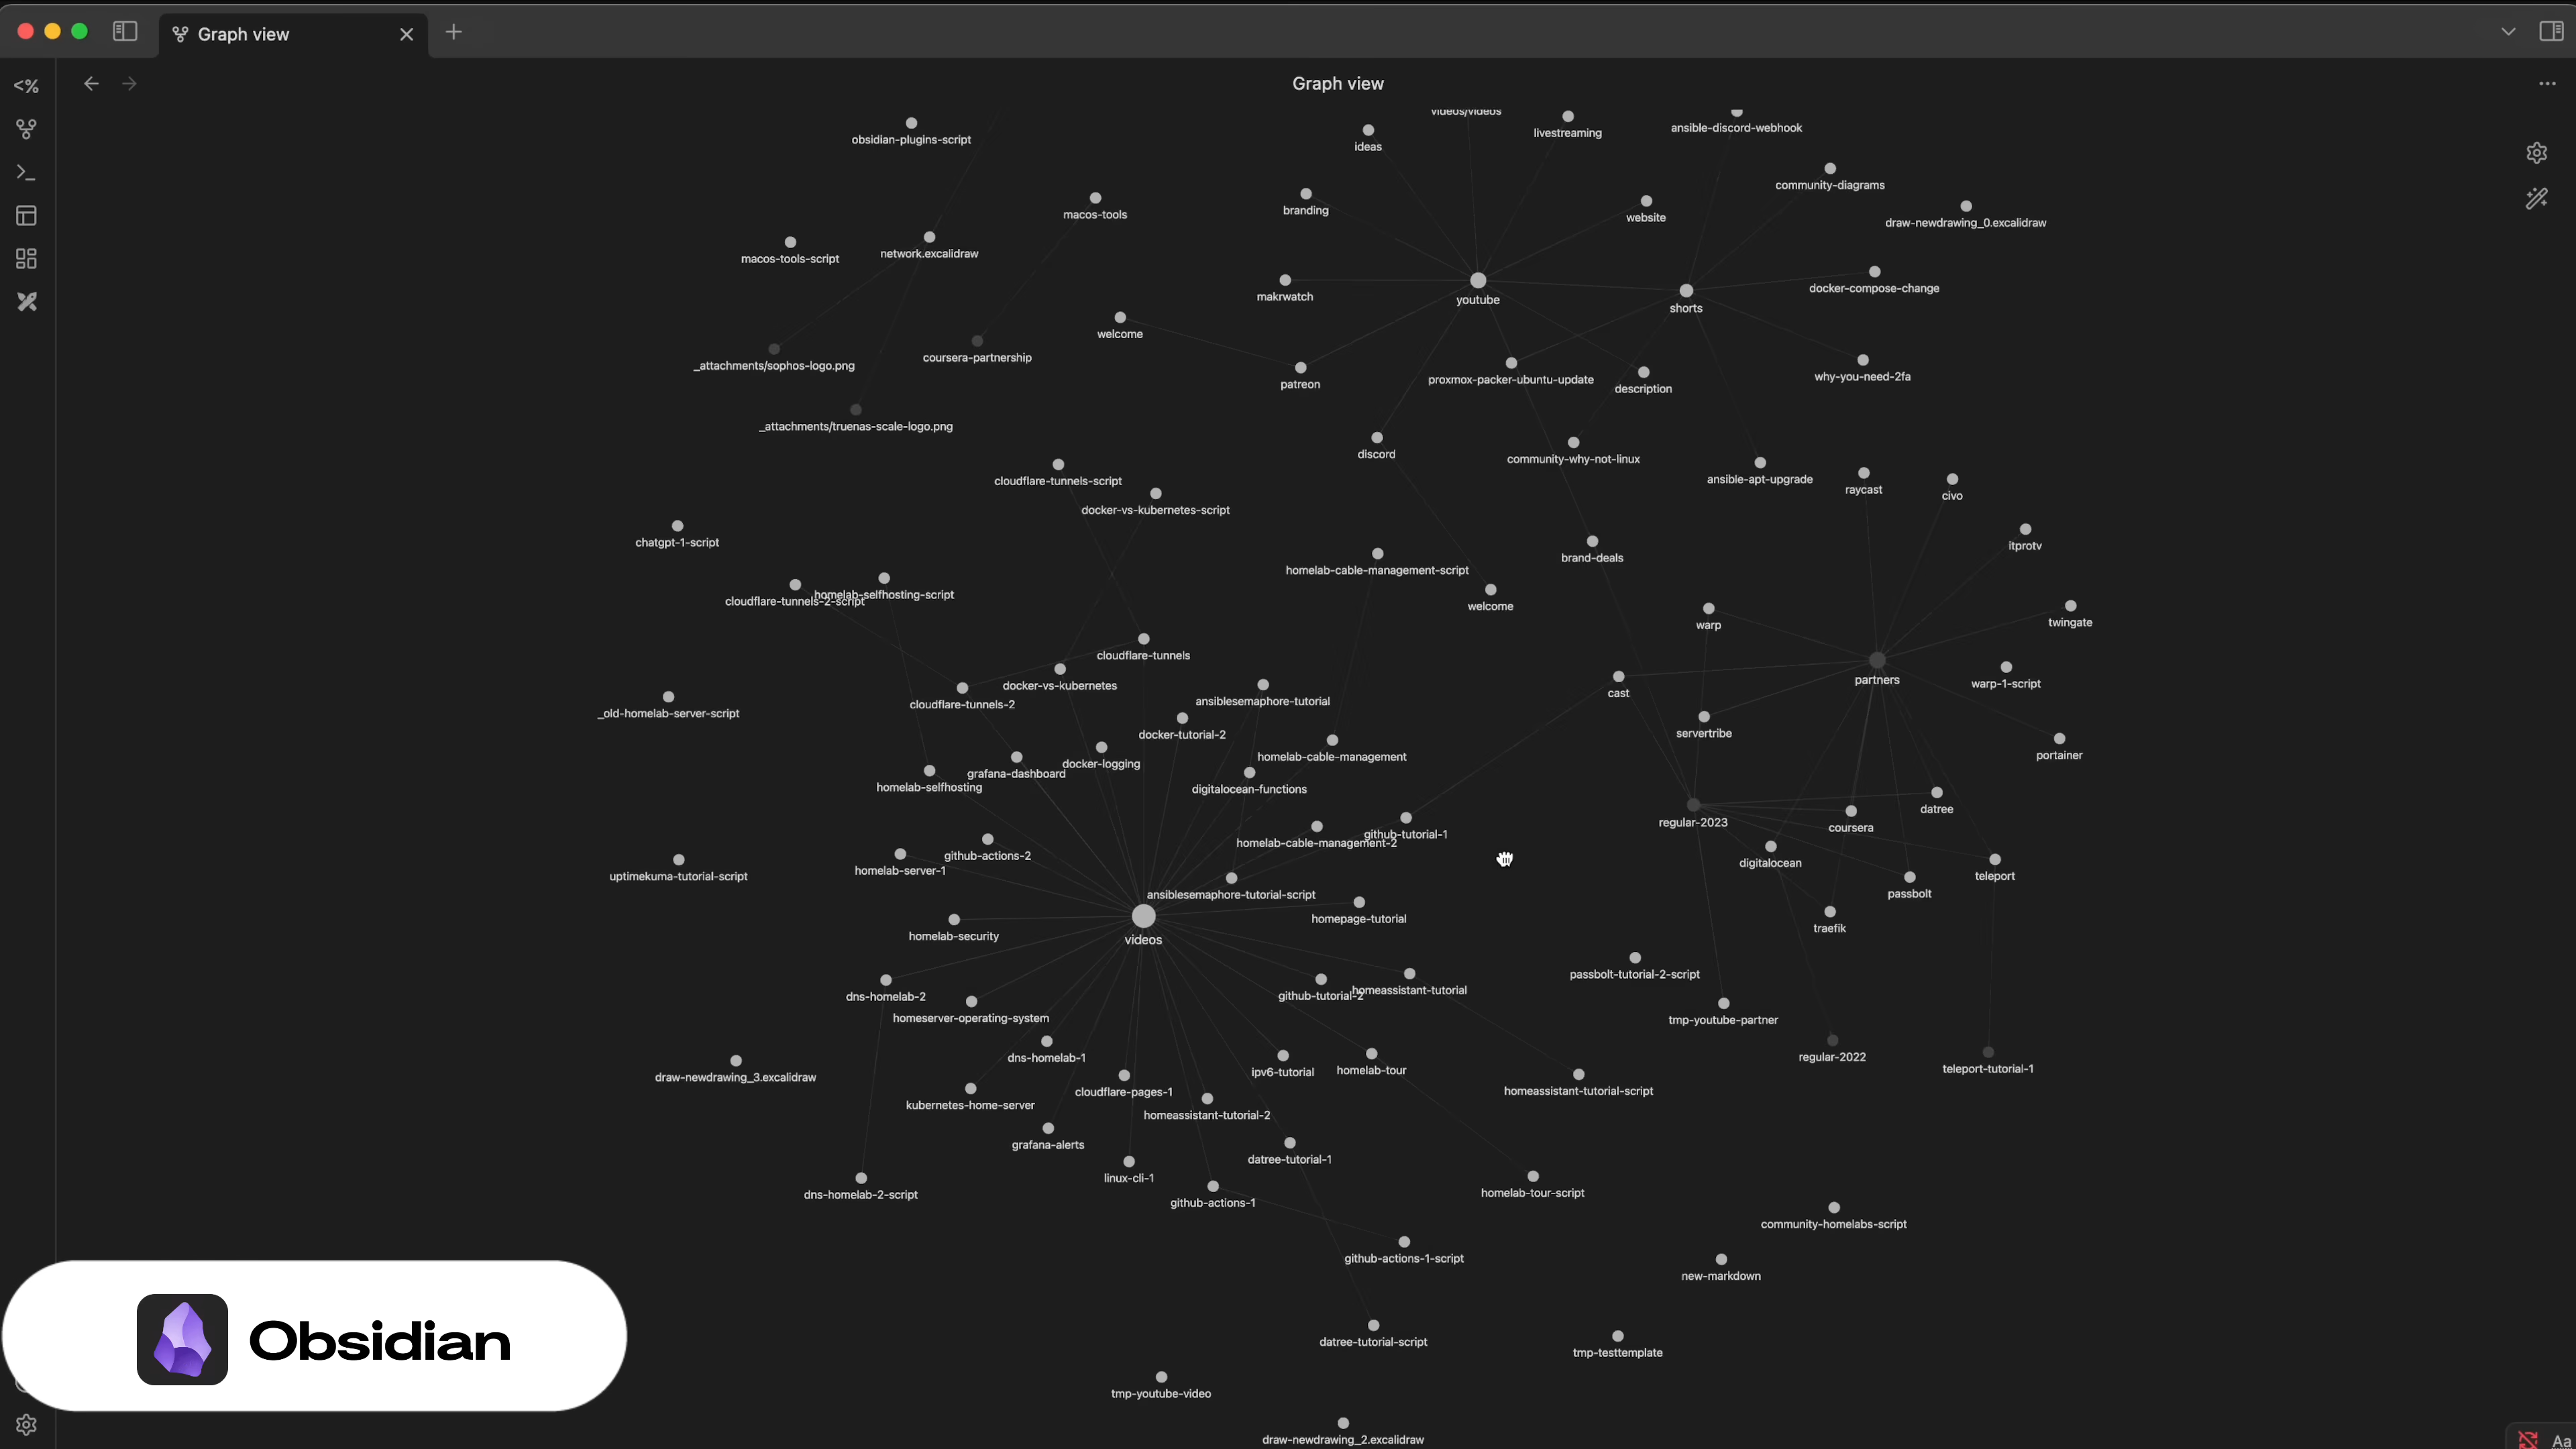 Graph view
<%
Graph view
videos/videos
ideas
livestreaming
ansible-discord-webhook
obsidian-plugins-script
community-diagrams
branding
website
macos-tools
draw-newdrawing_0.excalidraw
macos-tools-script
network.excalidraw
makrwatch
youtube
shorts
docker-compose-change
welcome
_attachments/sophos-logo.png
coursera-partnership
patreon
proxmox-packer-ubuntu-update
description
why-you-need-2fa
_attachments/truenas-scale-logo.png
discord
community-why-not-linux
cloudflare-tunnels-script
ansible-apt-upgrade
raycast
civo
docker-vs-kubernetes-script
chatgpt-1-script
itprotv
homelab-cable-management-script
brand-deals
cloudflare-tunnels-2-script
homelab-selfhosting-script
welcome
warp
twingate
cloudflare-tunnels
docker-vs-kubernetes
partners
warp-1-script
cast
cloudflare-tunnels-2
ansiblesemaphore-tutorial
_old-homelab-server-script
docker-tutorial-2
servertribe
homelab-cable-management
portainer
docker-logging
grafana-dashboard
homelab-selfhosting
digitalocean-functions
datree
regular-2023
coursera
github-tutorial-1
homelab-cable-management-2
github-actions-2
homelab-server-1
digitalocean
uptimekuma-tutorial-script
teleport
ansiblesemaphore-tutorial-script
passbolt
homepage-tutorial
traefik
homelab-security
videos
passbolt-tutorial-2-script
dns-homelab-2
github-tutorial-2
homeassistant-tutorial
homeserver-operating-system
tmp-youtube-partner
dns-homelab-1
regular-2022
ipv6-tutorial
homelab-tour
teleport-tutorial-1
draw-newdrawing_3.excalidraw
cloudflare-pages-1
homeassistant-tutorial-script
kubernetes-home-server
homeassistant-tutorial-2
grafana-alerts
datree-tutorial-1
linux-cli-1
dns-homelab-2-script
github-actions-1
homelab-tour-script
community-homelabs-script
github-actions-1-script
new-markdown
Obsidian
datree-tutorial-script
tmp-testtemplate
tmp-youtube-video
draw-newdrawing_2.excalidraw
Aa